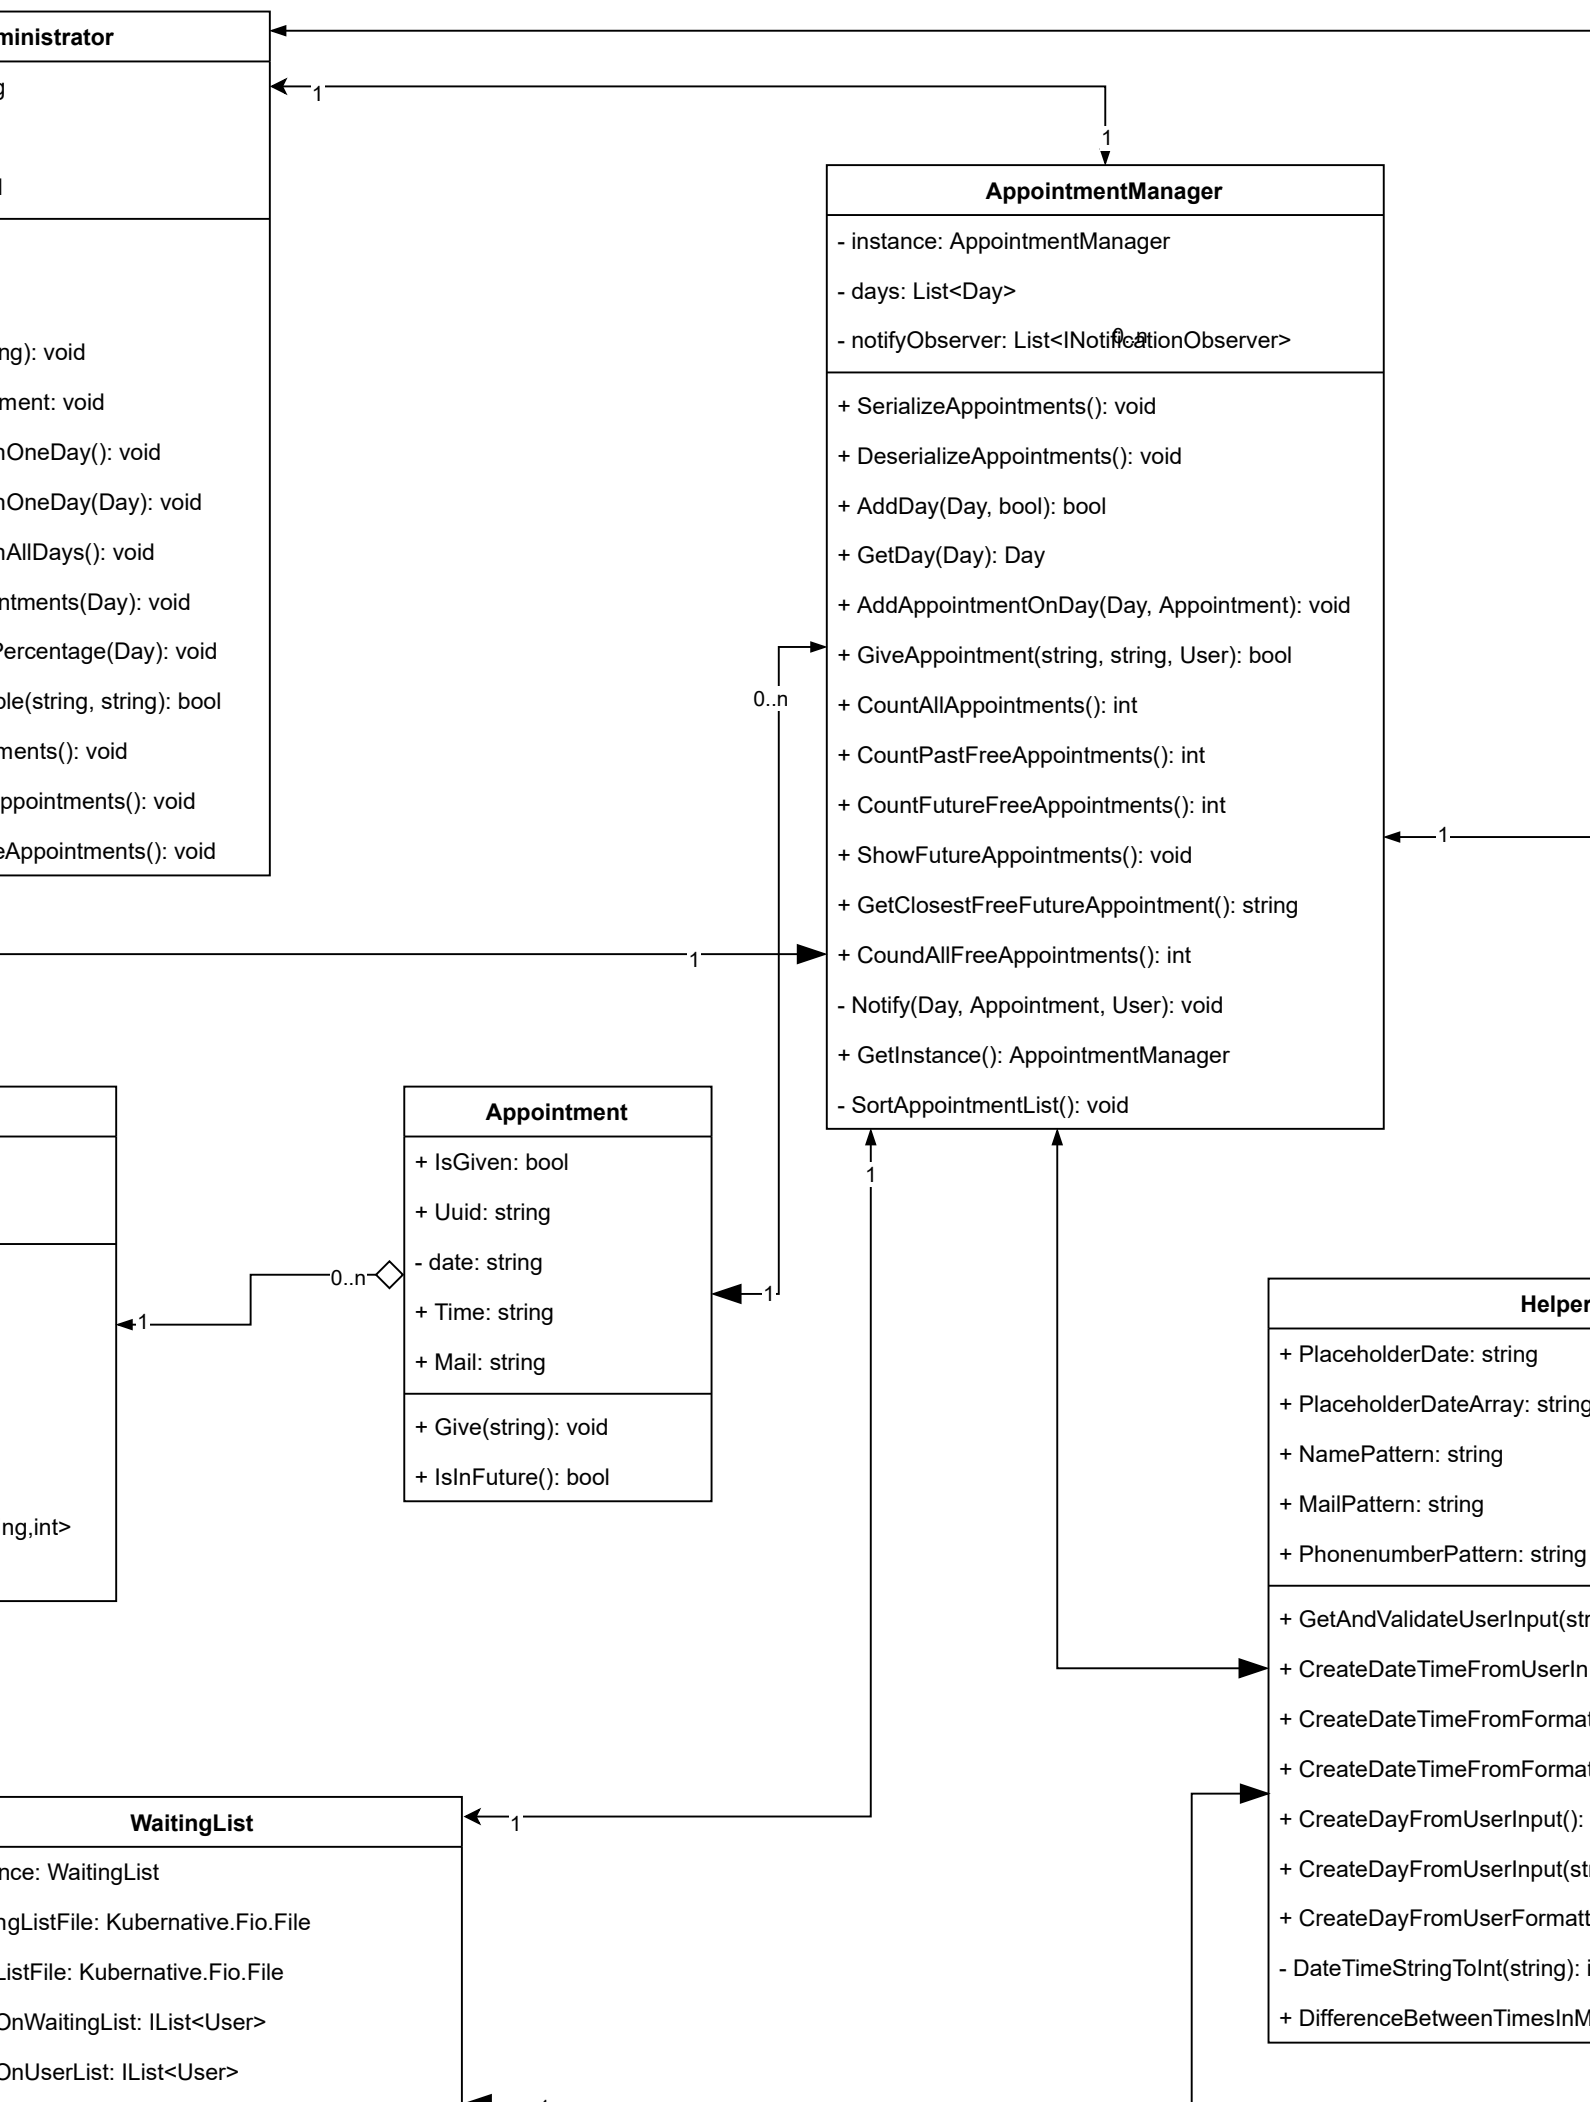 ministrator
g
ng): void
ment: void
nOneDay(): void
nOneDay(Day): void
nAllDays(): void
ntments(Day): void
Percentage(Day): void
ble(string, string): bool
ments(): void
ppointments(): void
eAppointments(): void
1
1
AppointmentManager
- instance: AppointmentManager
- days: List<Day>
- notifyObserver: List<INotificationObserver>
0..n
+ SerializeAppointments(): void
+ DeserializeAppointments(): void
+ AddDay(Day, bool): bool
+ GetDay(Day): Day
+ AddAppointmentOnDay(Day, Appointment): void
+ GiveAppointment(string, string, User): bool
+ CountAllAppointments(): int
+ CountPastFreeAppointments(): int
+ CountFutureFreeAppointments(): int
+ ShowFutureAppointments(): void
+ GetClosestFreeFutureAppointment(): string
+ CoundAllFreeAppointments(): int
- Notify(Day, Appointment, User): void
+ GetInstance(): AppointmentManager
- SortAppointmentList(): void
0..n
1
1
1
ng,int>
Appointment
+ IsGiven: bool
+ Uuid: string
- date: string
+ Time: string
+ Mail: string
+ Give(string): void
+ IsInFuture(): bool
0..n
1
1
Helper
+ PlaceholderDate: string
+ PlaceholderDateArray: string
+ NamePattern: string
+ MailPattern: string
+ PhonenumberPattern: string
+ GetAndValidateUserInput(str
+ CreateDateTimeFromUserIn
+ CreateDateTimeFromFormat
+ CreateDateTimeFromFormat
+ CreateDayFromUserInput():
+ CreateDayFromUserInput(str
+ CreateDayFromUserFormatt
- DateTimeStringToInt(string): i
+ DifferenceBetweenTimesInM
1
WaitingList
nce: WaitingList
ngListFile: Kubernative.Fio.File
ListFile: Kubernative.Fio.File
OnWaitingList: IList<User>
OnUserList: IList<User>